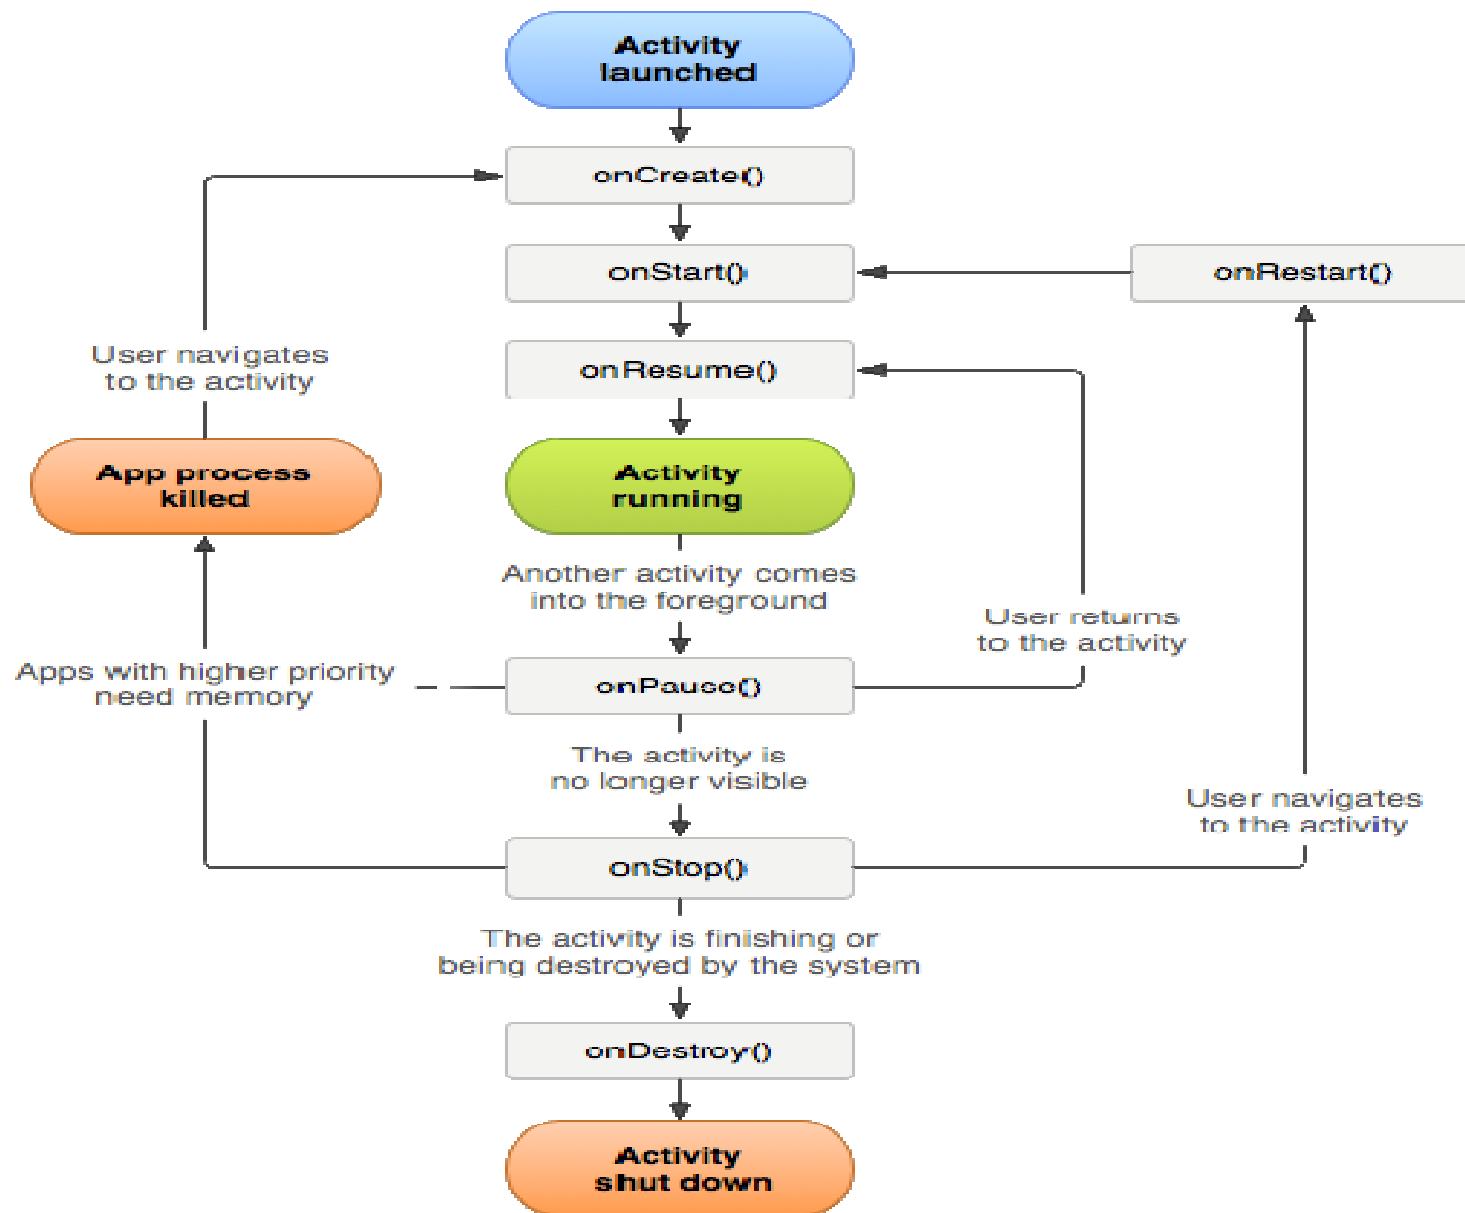 Activity
launched
onCreate()
onStart()
onRestart()
onResume()
User navigates
to the activity
App process
killed
Activity
running
Another activity comes
into the foreground
User returns
to the activity
Apps with higher priority
need memory
onPause()
The activity is
no longer visible
User navigates
to the activity
onStop()
The activity is finishing or
being destroyed by the system
onDestroy()
Activity
shut down